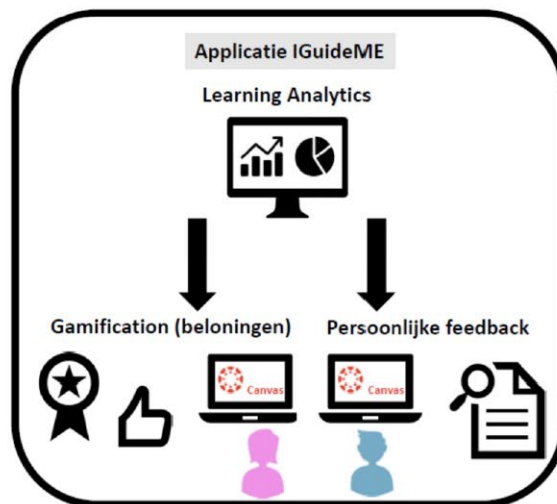 Applicatie IGuideME
Learning Analytics
Gamification (beloningen)
Persoonlijke feedback
Canvas
Canvas